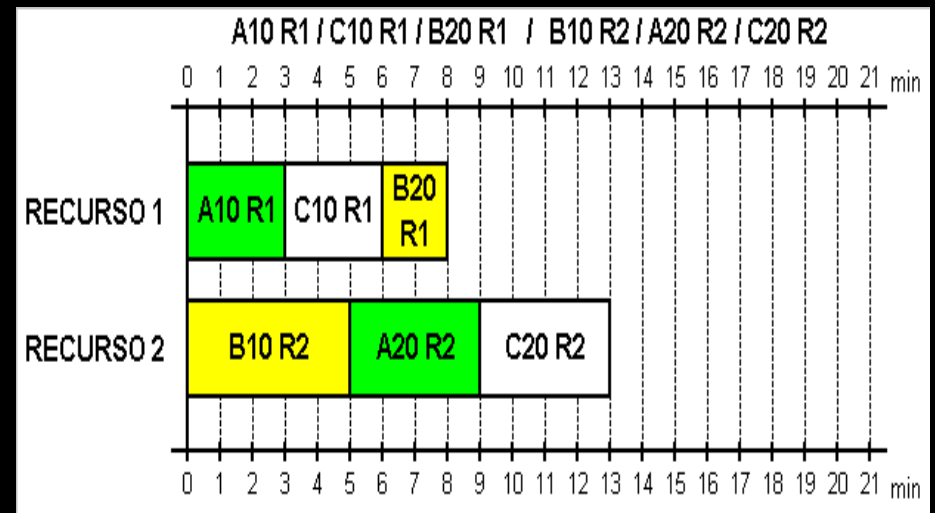 A10 R1 / C10 R1 / B20 R1 / B10 R2 / A20 R2 / C20 R2
0 1 2 3 4 5 6 7 8 9 10 11 12 13 14 15 16 17 18 19 20 21 min
RECURSO 1
A10 R1
C10 R1
B20
R1
RECURSO 2
B10 R2
A20 R2
C20 R2
0 1 2 3 4 5 6 7 8 9 10 11 12 13 14 15 16 17 18 19 20 21 min